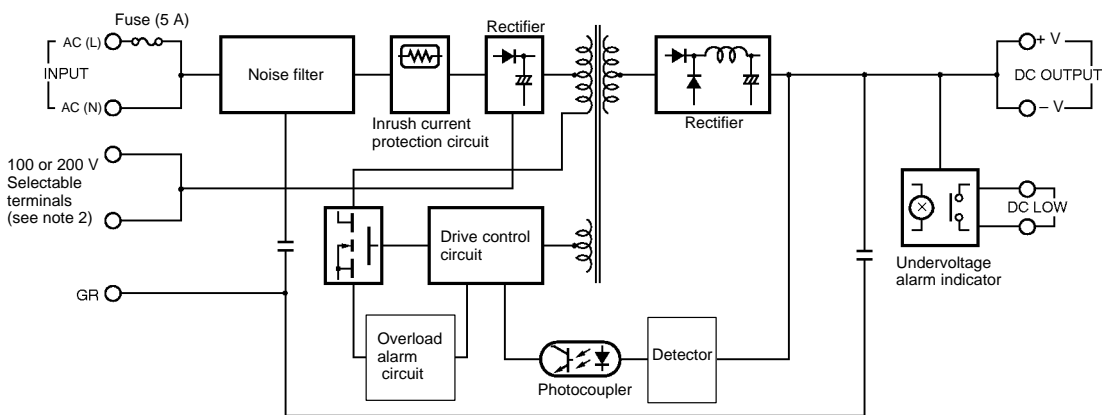 Fuse (5 A)
AC (L)
INPUT
AC (N)
Noise filter
Inrush current
protection circuit
Rectifier
Rectifier
+ V
DC OUTPUT
– V
100 or 200 V
Selectable
terminals
(see note 2)
Drive control
circuit
DC LOW
Undervoltage
alarm indicator
GR
Overload
alarm
circuit
Photocoupler
Detector